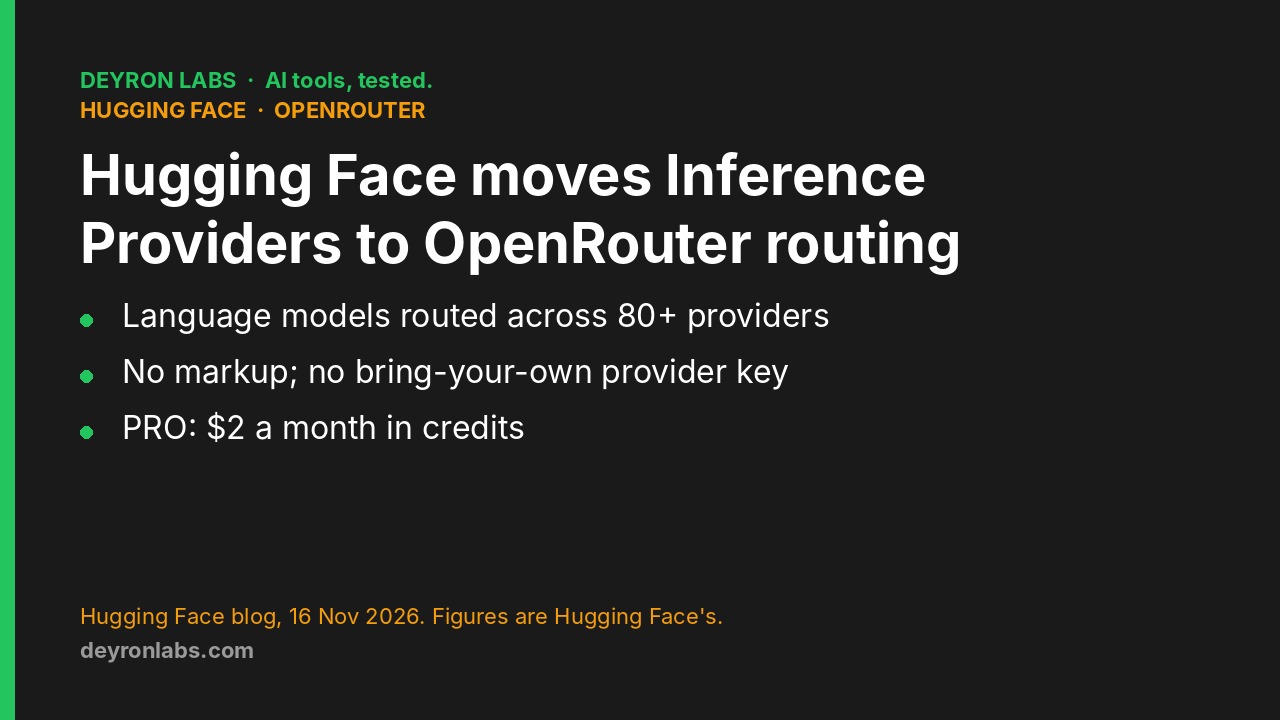 DEYRON LABS · AI tools, tested.
HUGGING FACE · OPENROUTER
Hugging Face moves Inference
Providers to OpenRouter routing
Language models routed across 80+ providers
No markup; no bring-your-own provider key
PRO: $2 a month in credits
Hugging Face blog, 16 Nov 2026. Figures are Hugging Face's.
deyronlabs.com